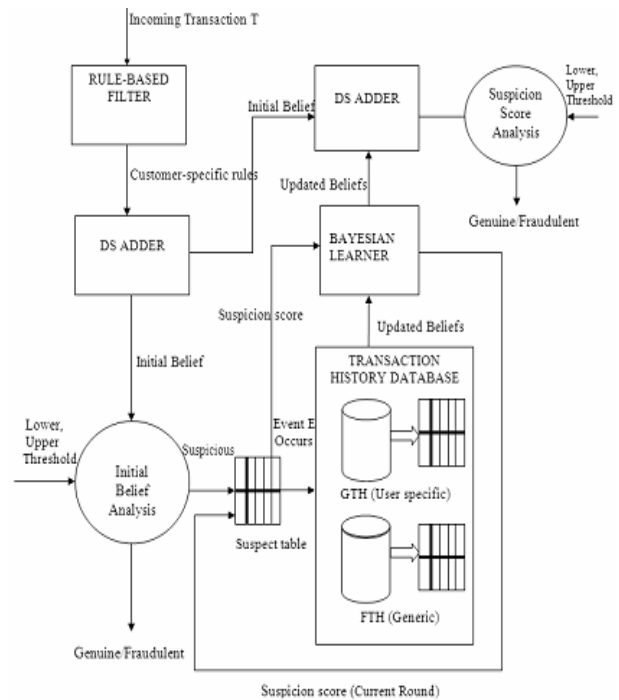 Incoming Transaction T
RULE-BASED
FILTER
Customer-specific rules
DS ADDER
Initial Belief
DS ADDER
Suspicion
Score
Analysis
Lower,
Upper
Threshold
Genuine/Fraudulent
Updated Beliefs
BAYESIAN
LEARNER
Suspicion score
Updated Beliefs
Initial Belief
TRANSACTION
HISTORY DATABASE
Lower,
Upper
Threshold
Initial
Belief
Analysis
Suspicious
Event E
Occurs
GTH (User specific)
Suspect table
FTH (Generic)
Genuine/Fraudulent
Suspicion score (Current Round)